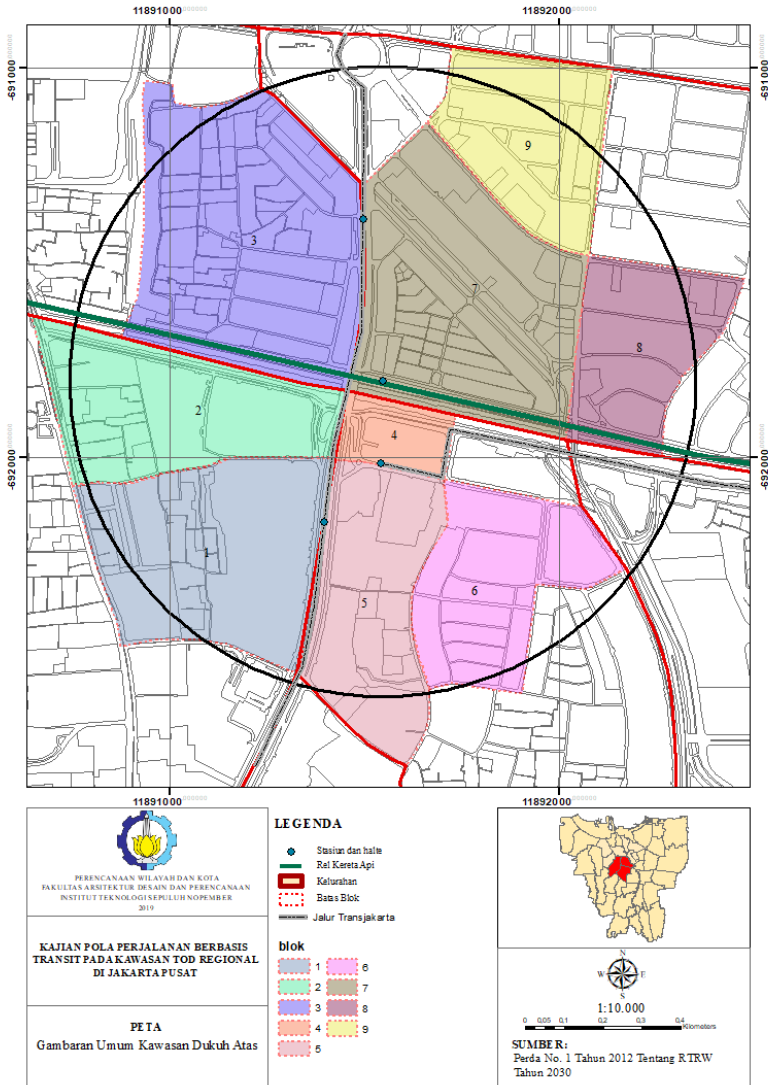 11891000
11892000
-691000
-691000
9
3
7
8
2
4
-692000
-692000
1
5
6
11891000
11892000
PERENCANAAN WILAYAH DAN KOTA
FAKULTAS ARSITEKTUR DESAIN DAN PERENCANAAN
INSTITUT TEKNOLOGI SEPULUH NOPEMBER
2019
KAJIAN POLA PERJALANAN BERBASIS
TRANSIT PADA KAWASAN TOD REGIONAL
DI JAKARTA PUSAT
PETA
Gambaran Umum Kawasan Dukuh Atas
LEGENDA
Stasiun dan halte
Rel Kereta Api
Kelurahan
Batas Blok
Jalur Transjakarta
blok
1 6
2 7
3 8
4 9
5
N
W E
S
1:10.000
0 0,05 0,1 0,2 0,3 0,4
Kilometers
SUMBER:
Perda No. 1 Tahun 2012 Tentang RTRW
Tahun 2030